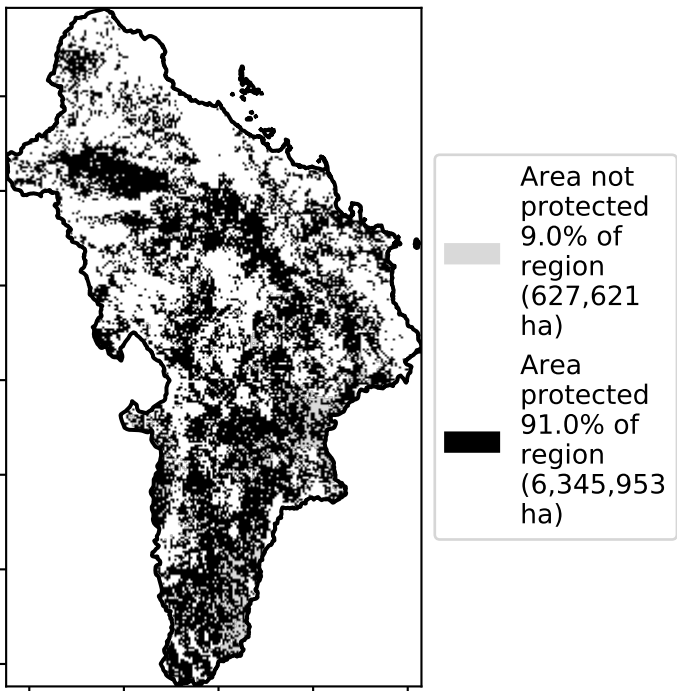 Area not
protected
9.0% of
region
(627,621
ha)
Area
protected
91.0% of
region
(6,345,953
ha)